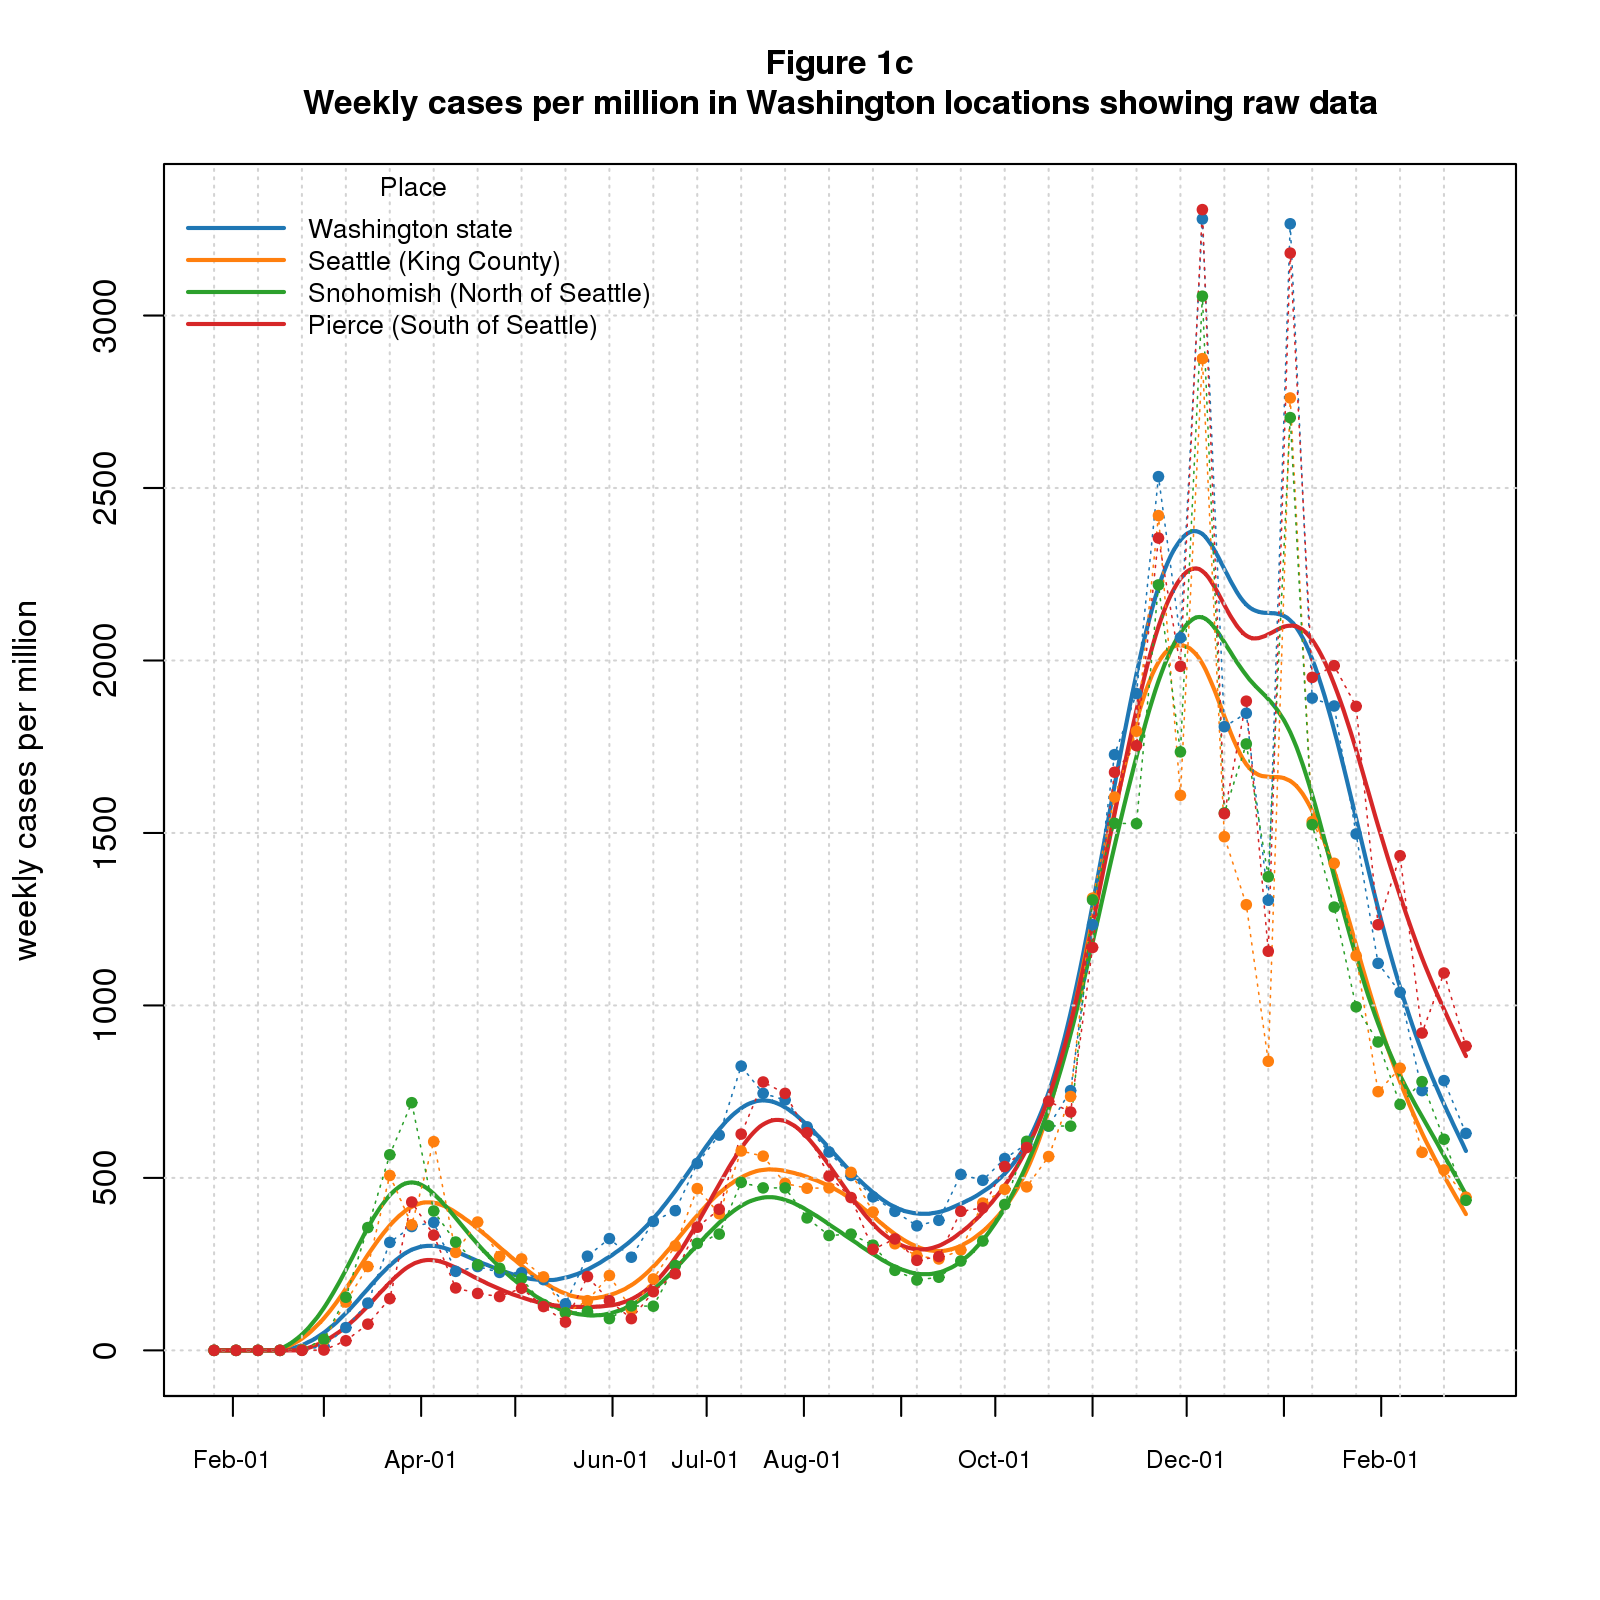 Figure 1c
Weekly cases per million in Washington locations showing raw data
Place
Washington state
Seattle (King County)
Snohomish (North of Seattle)
Pierce (South of Seattle)
weekly cases per million
3000
2500
2000
1500
1000
500
0
Feb-01 Apr-01 Jun-01 Jul-01 Aug-01 Oct-01 Dec-01 Feb-01